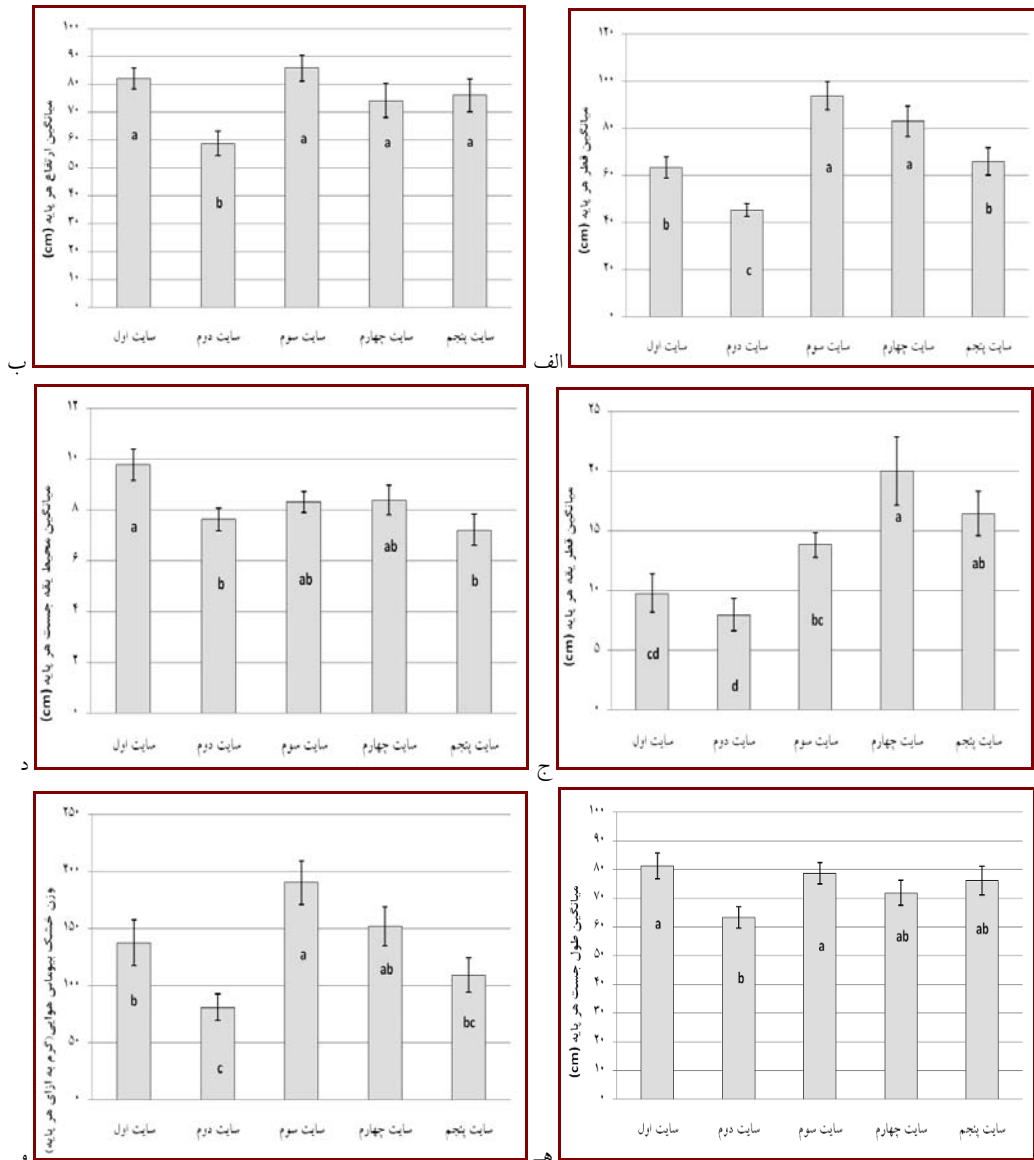 میانگین قطر هر پایه (cm)
۱۲۰
۱۰۰
۸۰
۶۰
۴۰
۲۰
۰
b
c
a
a
b
سایت اول سایت دوم سایت سوم سایت چهارم سایت پنجم
الف
میانگین ارتفاع هر پایه (cm)
۱۰۰
۹۰
۸۰
۷۰
۶۰
۵۰
۴۰
۳۰
۲۰
۱۰
۰
a
b
a
a
a
سایت اول سایت دوم سایت سوم سایت چهارم سایت پنجم
ب
میانگین قطر یقه هر پایه (cm)
۲۵
۲۰
۱۵
۱۰
۵
۰
cd
d
bc
a
ab
سایت اول سایت دوم سایت سوم سایت چهارم سایت پنجم
ج
میانگین محیط یقه جست هر پایه (cm)
۱۲
۱۰
۸
۶
۴
۲
۰
a
b
ab
ab
b
سایت اول سایت دوم سایت سوم سایت چهارم سایت پنجم
د
میانگین طول جست هر پایه (cm)
۱۰۰
۹۰
۸۰
۷۰
۶۰
۵۰
۴۰
۳۰
۲۰
۱۰
۰
a
b
a
ab
ab
سایت اول سایت دوم سایت سوم سایت چهارم سایت پنجم
هـ
وزن خشک بیوماس هوایی(گرم به ازای هر پایه)
۲۵۰
۲۰۰
۱۵۰
۱۰۰
۵۰
۰
b
c
a
ab
bc
سایت اول سایت دوم سایت سوم سایت چهارم سایت پنجم
و